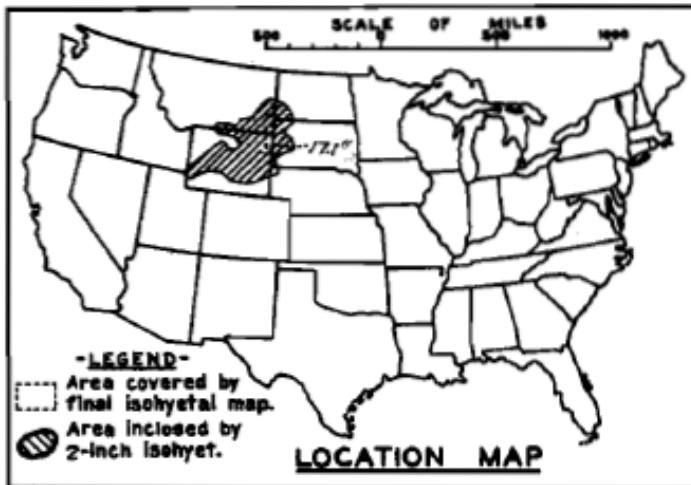 SCALE OF MILES
500 0 500 1000
-LEGEND-
Area covered by
final isohyetal map.
Area inclosed by
2-inch isohyet.
LOCATION MAP